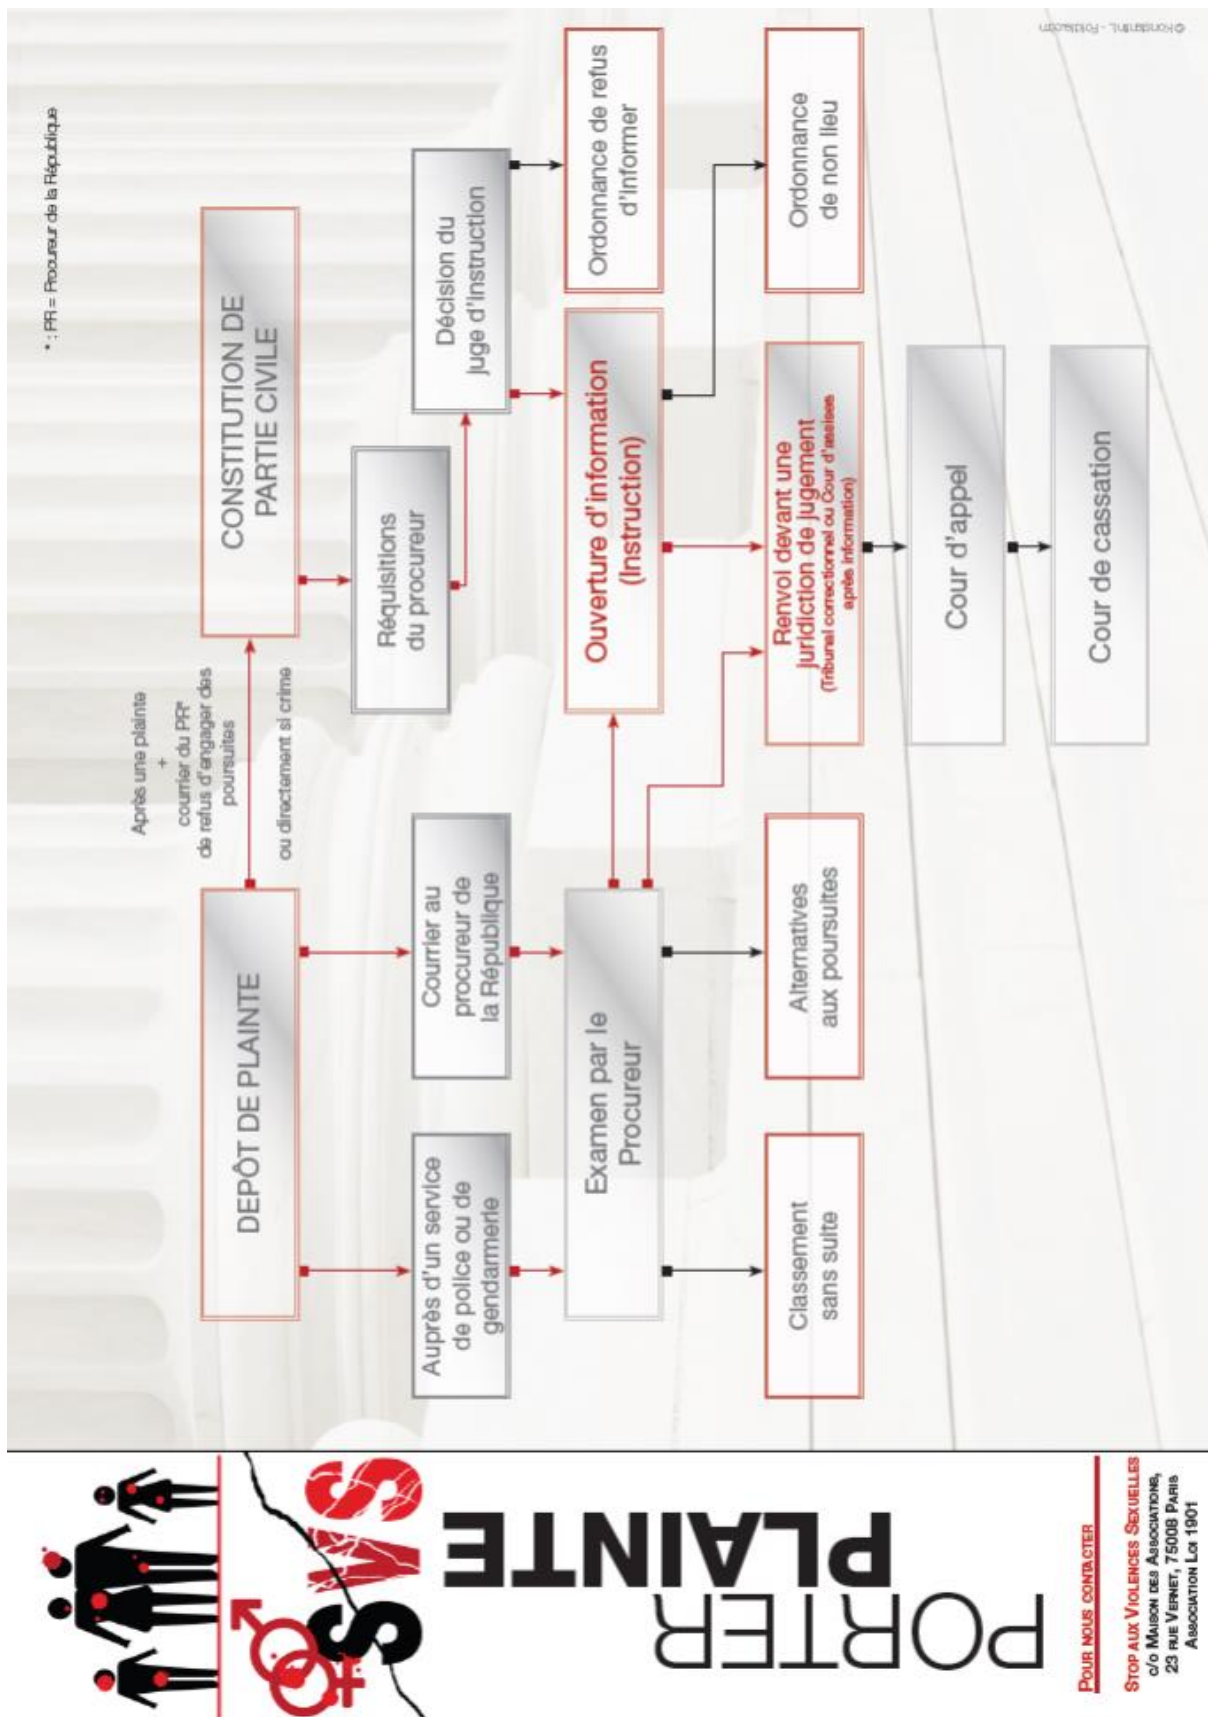 * : PR = Procureur de la République
© KonstantinL - Fotolia.com
DEPÔT DE PLAINTE
Après une plainte
+
courrier du PR*
de refus d'engager des
poursuites
ou directement si crime
CONSTITUTION DE
PARTIE CIVILE
Réquisitions
du procureur
Auprès d'un service
de police ou de
gendarmerie
Courrier au
procureur de
la République
Décision du
juge d'instruction
Examen par le
Procureur
Ouverture d'information
(Instruction)
Ordonnance de refus
d'informer
Classement
sans suite
Alternatives
aux poursuites
Renvoi devant une
juridiction de jugement
(Tribunal correctionnel ou Cour d'assises
après information)
Ordonnance
de non lieu
Cour d'appel
Cour de cassation
SVS
PORTER
PLAINTE
POUR NOUS CONTACTER
STOP AUX VIOLENCES SEXUELLES
c/o MAISON DES ASSOCIATIONS,
23 RUE VERNET, 75008 PARIS
ASSOCIATION LOI 1901